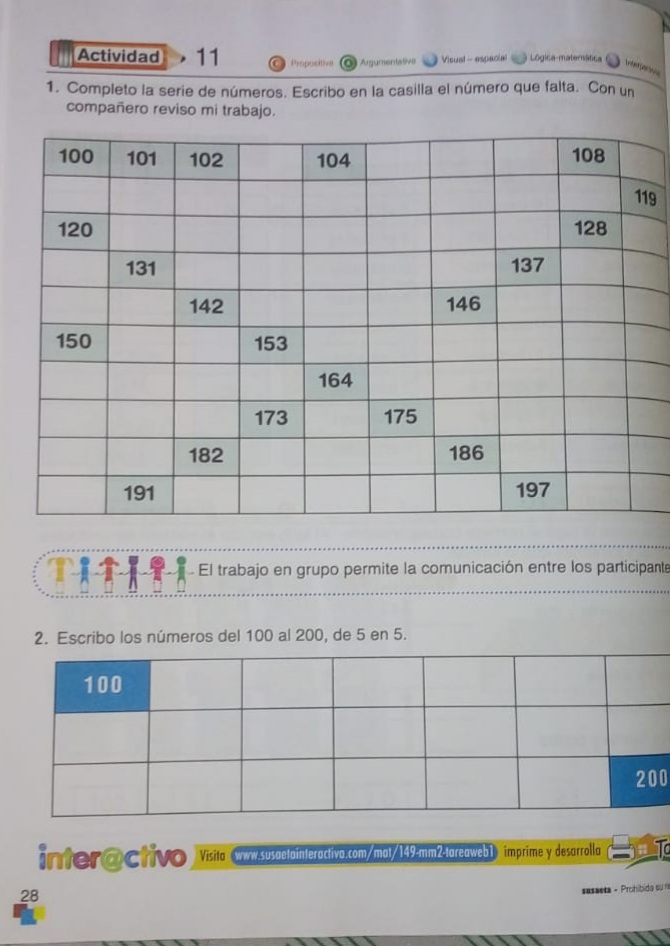 Actividad 11
Propositiva Argumentativa Visual – espacial Lógica-matemática
1. Completo la serie de números. Escribo en la casilla el número que falta. Con un
compañero reviso mi trabajo.
100 101 102 104 108
119
120 128
131 137
142 146
150 153
164
173 175
182 186
191 197
El trabajo en grupo permite la comunicación entre los participante
2. Escribo los números del 100 al 200, de 5 en 5.
100
200
inter@ctivo Visita www.susaetainteractiva.com/mat/149-mm2-tareaweb1 imprime y desarrolla
28
susaeta - Prohibida su